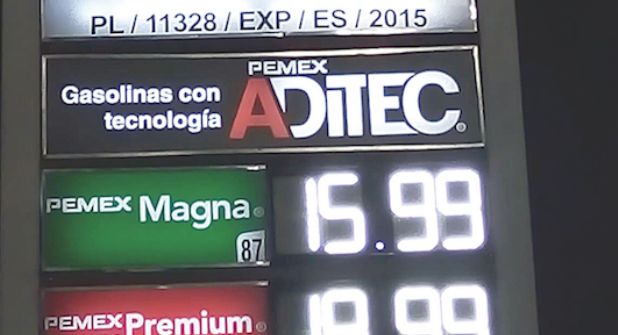 PL / 11328 / EXP / ES / 2015
PEMEX
Gasolinas con
tecnología
ADiTEC®
PEMEX Magna® 15.99
87
PEMEX Premium®